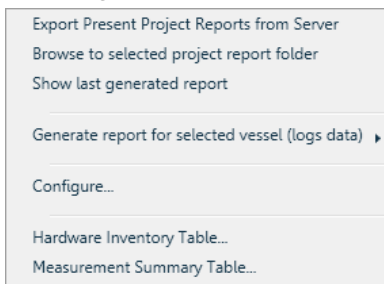 Export Present Project Reports from Server
Browse to selected project report folder
Show last generated report
Generate report for selected vessel (logs data)
Configure...
Hardware Inventory Table...
Measurement Summary Table...